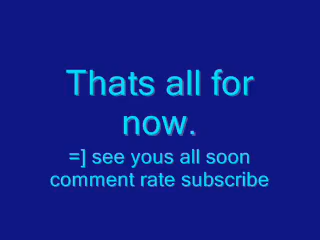 Thats all for
now.
=] see yous all soon
comment rate subscribe